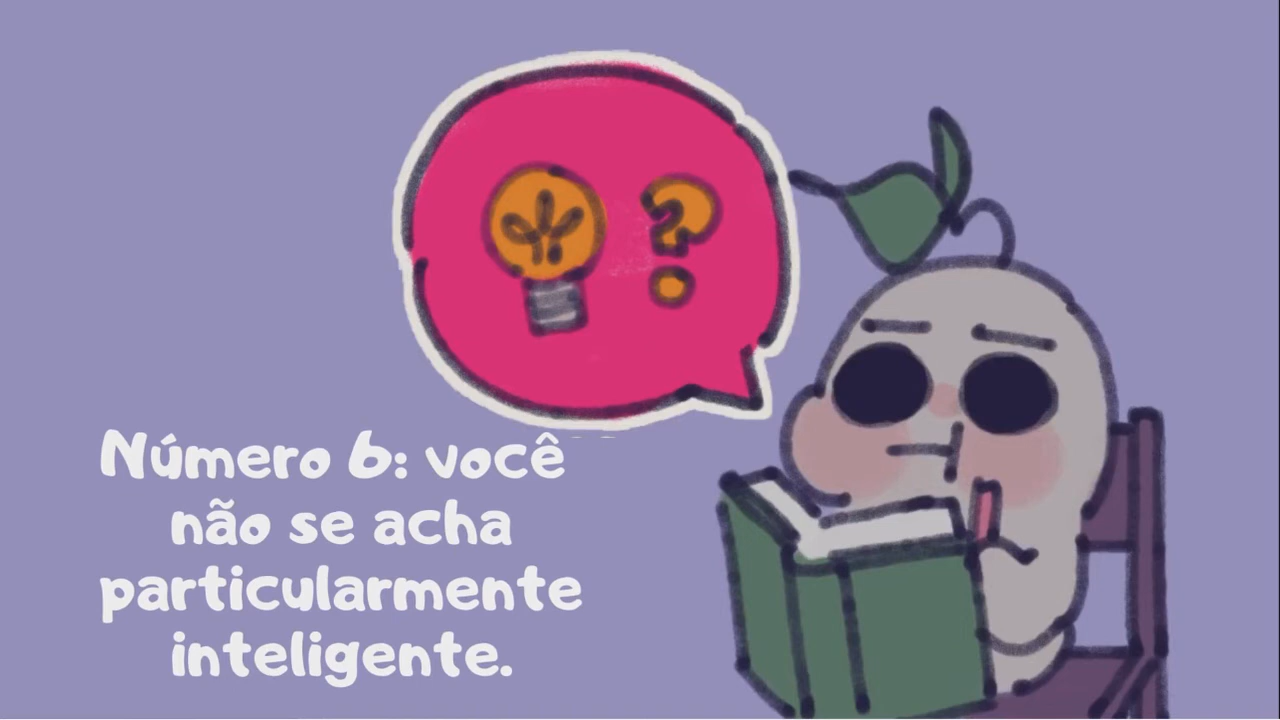 Número 6: você
não se acha
particularmente
inteligente.
?